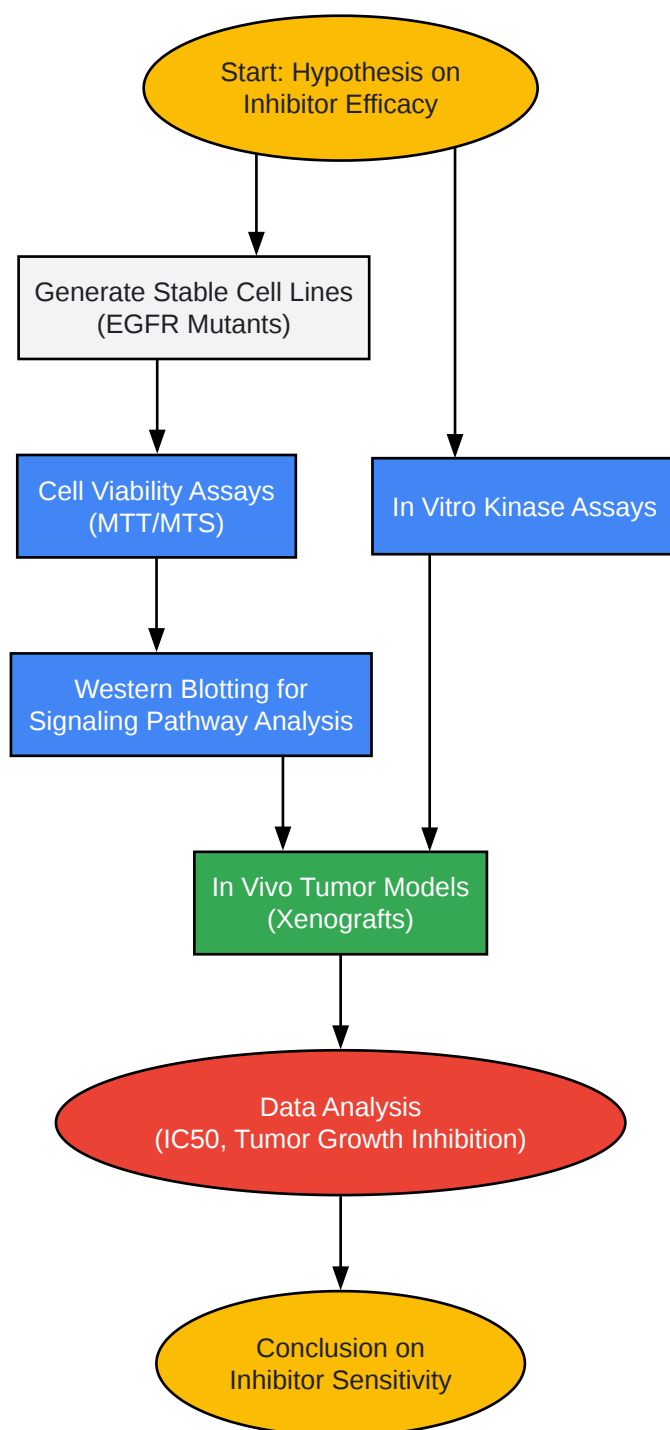 Start: Hypothesis on
Inhibitor Efficacy
Generate Stable Cell Lines
(EGFR Mutants)
Cell Viability Assays
(MTT/MTS)
In Vitro Kinase Assays
Western Blotting for
Signaling Pathway Analysis
In Vivo Tumor Models
(Xenografts)
Data Analysis
(IC50, Tumor Growth Inhibition)
Conclusion on
Inhibitor Sensitivity